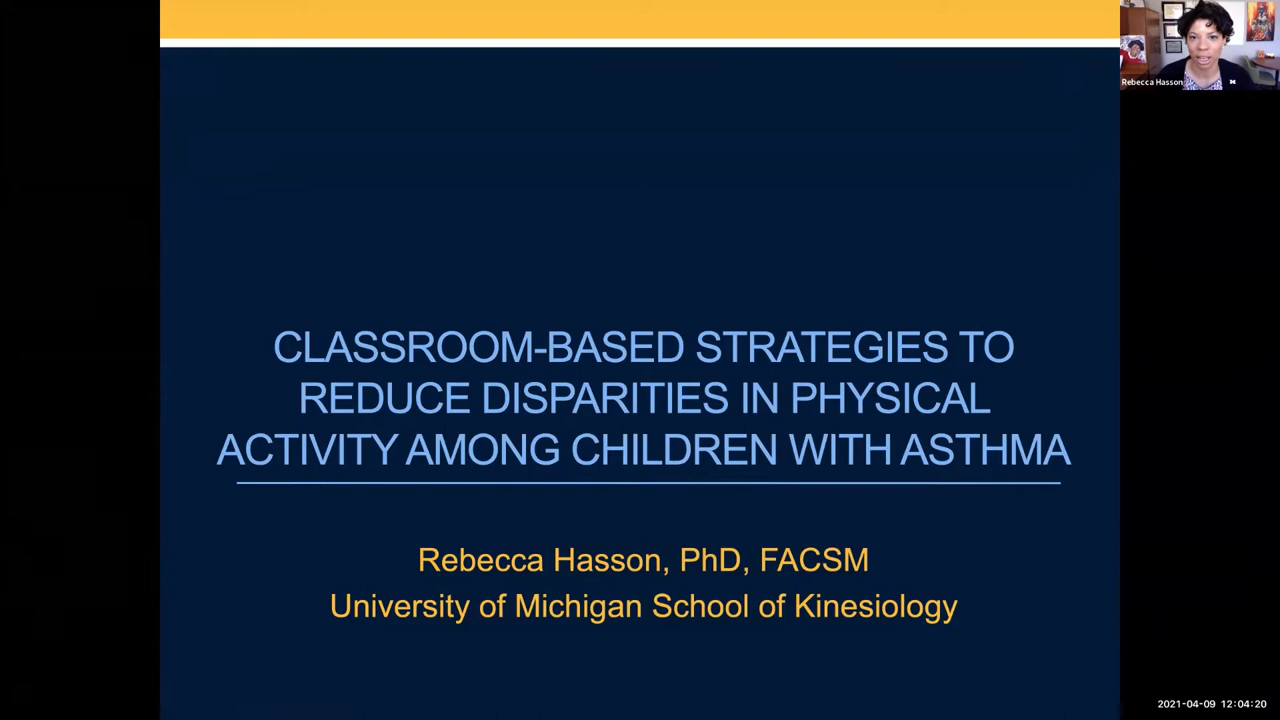 CLASSROOM-BASED STRATEGIES TO
REDUCE DISPARITIES IN PHYSICAL
ACTIVITY AMONG CHILDREN WITH ASTHMA
Rebecca Hasson, PhD, FACSM
University of Michigan School of Kinesiology
Rebecca Hasson
2021-04-09 12:04:20